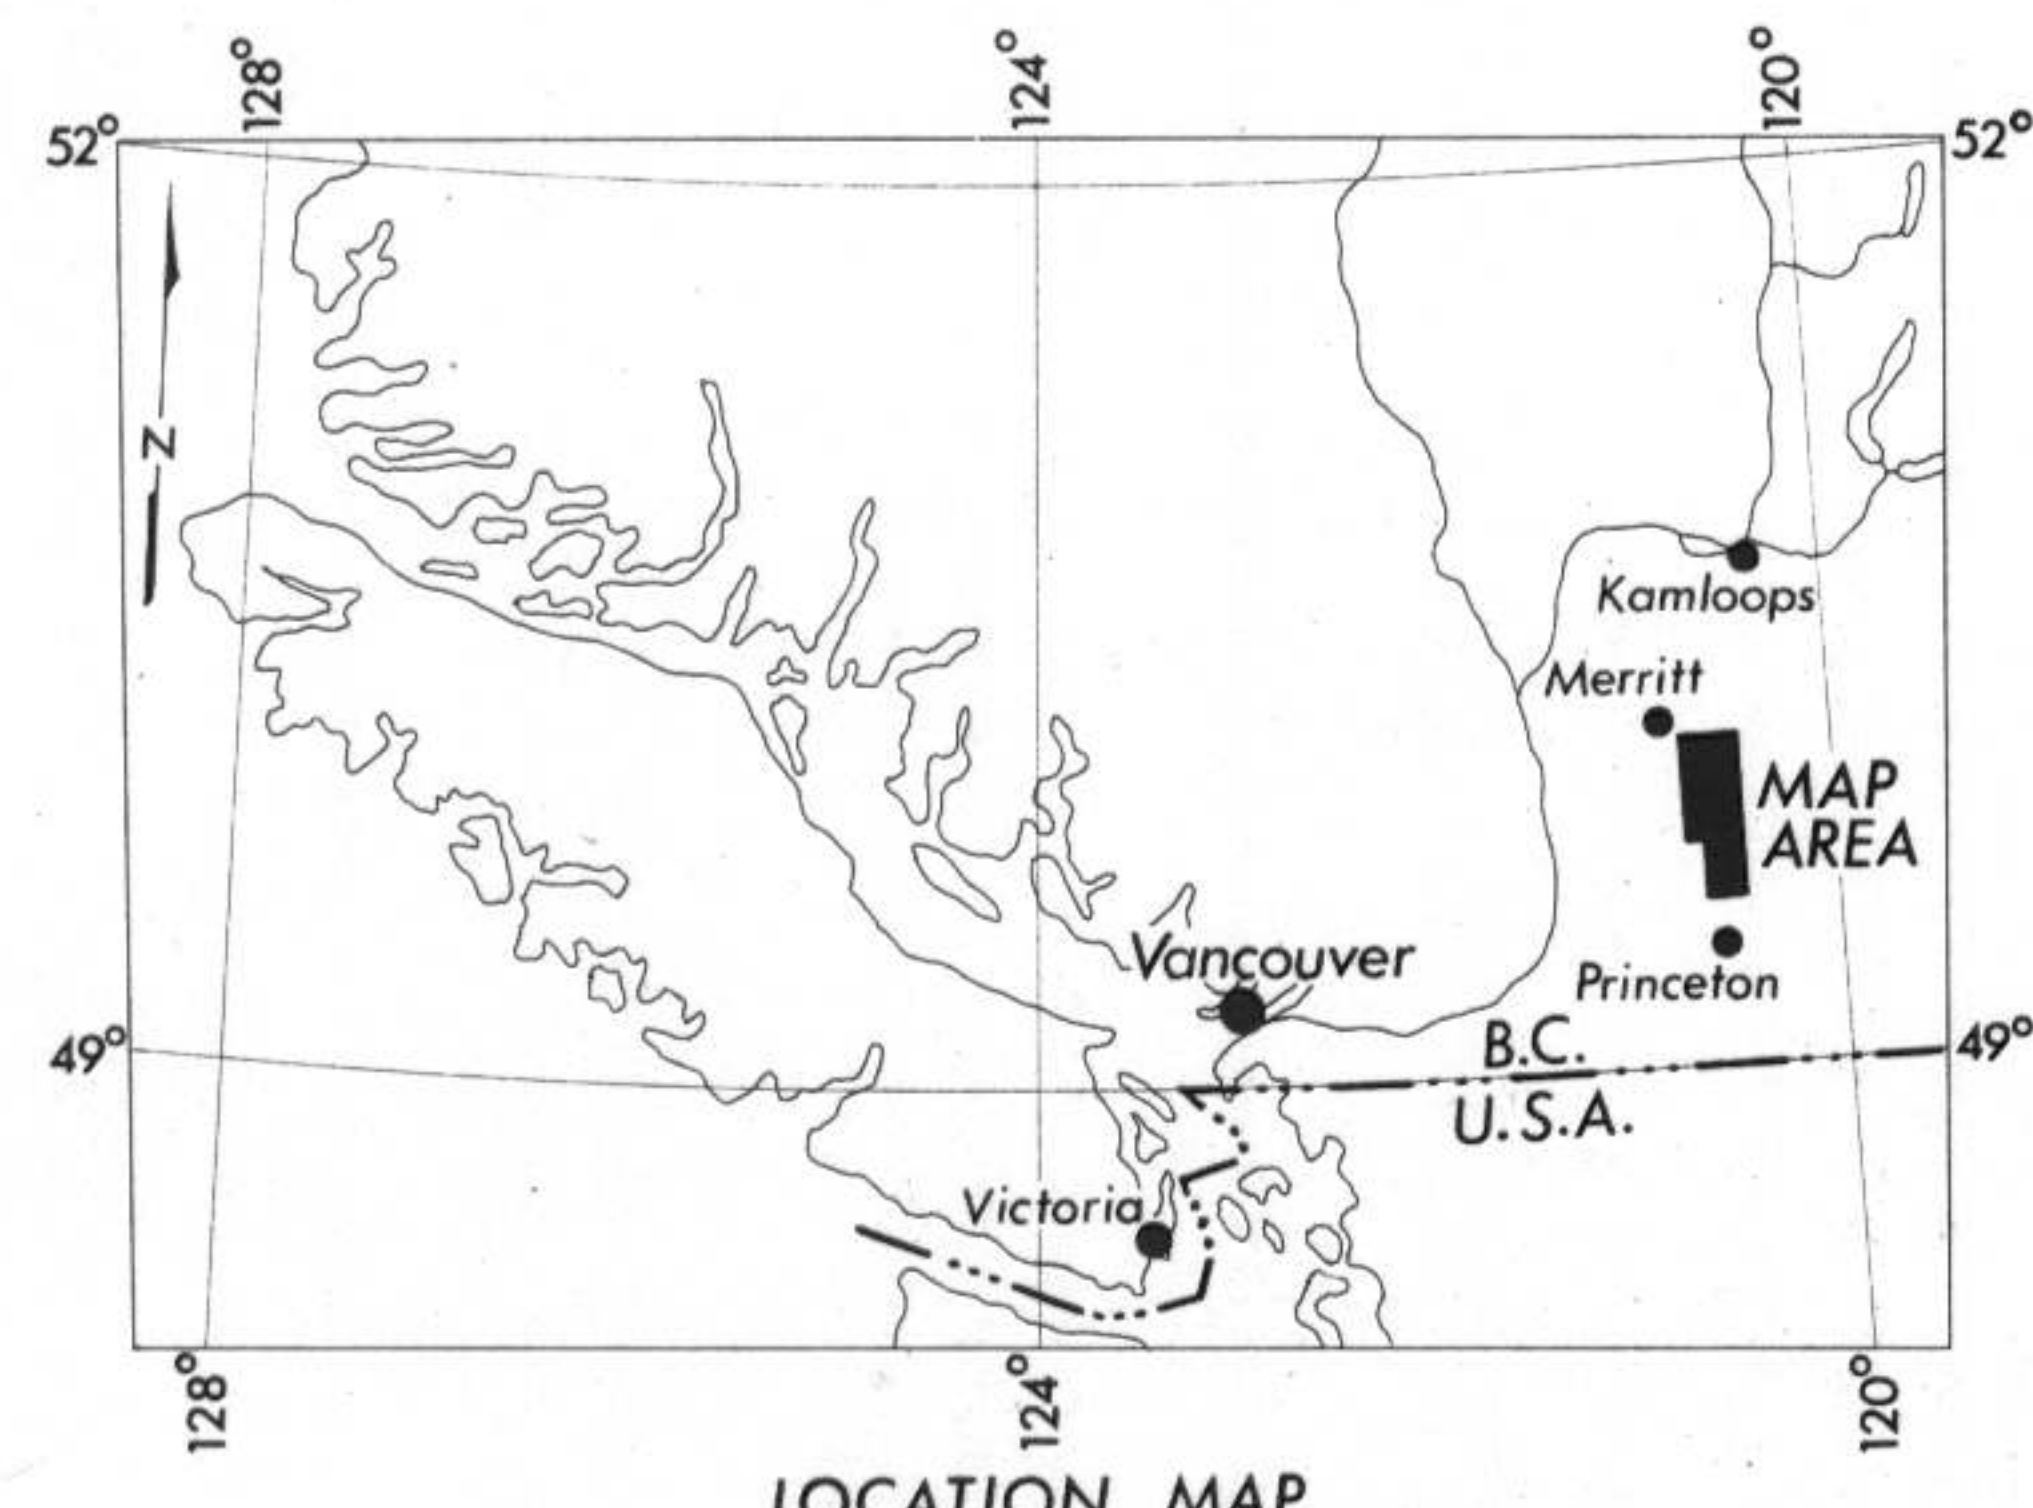 128°
124°
120°
52°
52°
N
Kamloops
Merritt
MAP
AREA
Vancouver
Princeton
B.C.
49°
49°
U.S.A.
Victoria
128°
124°
120°
LOCATION MAP